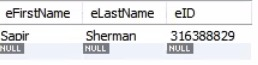 eFirstName eLastName eID
Sapir Sherman 316388829
NULL NULL NULL